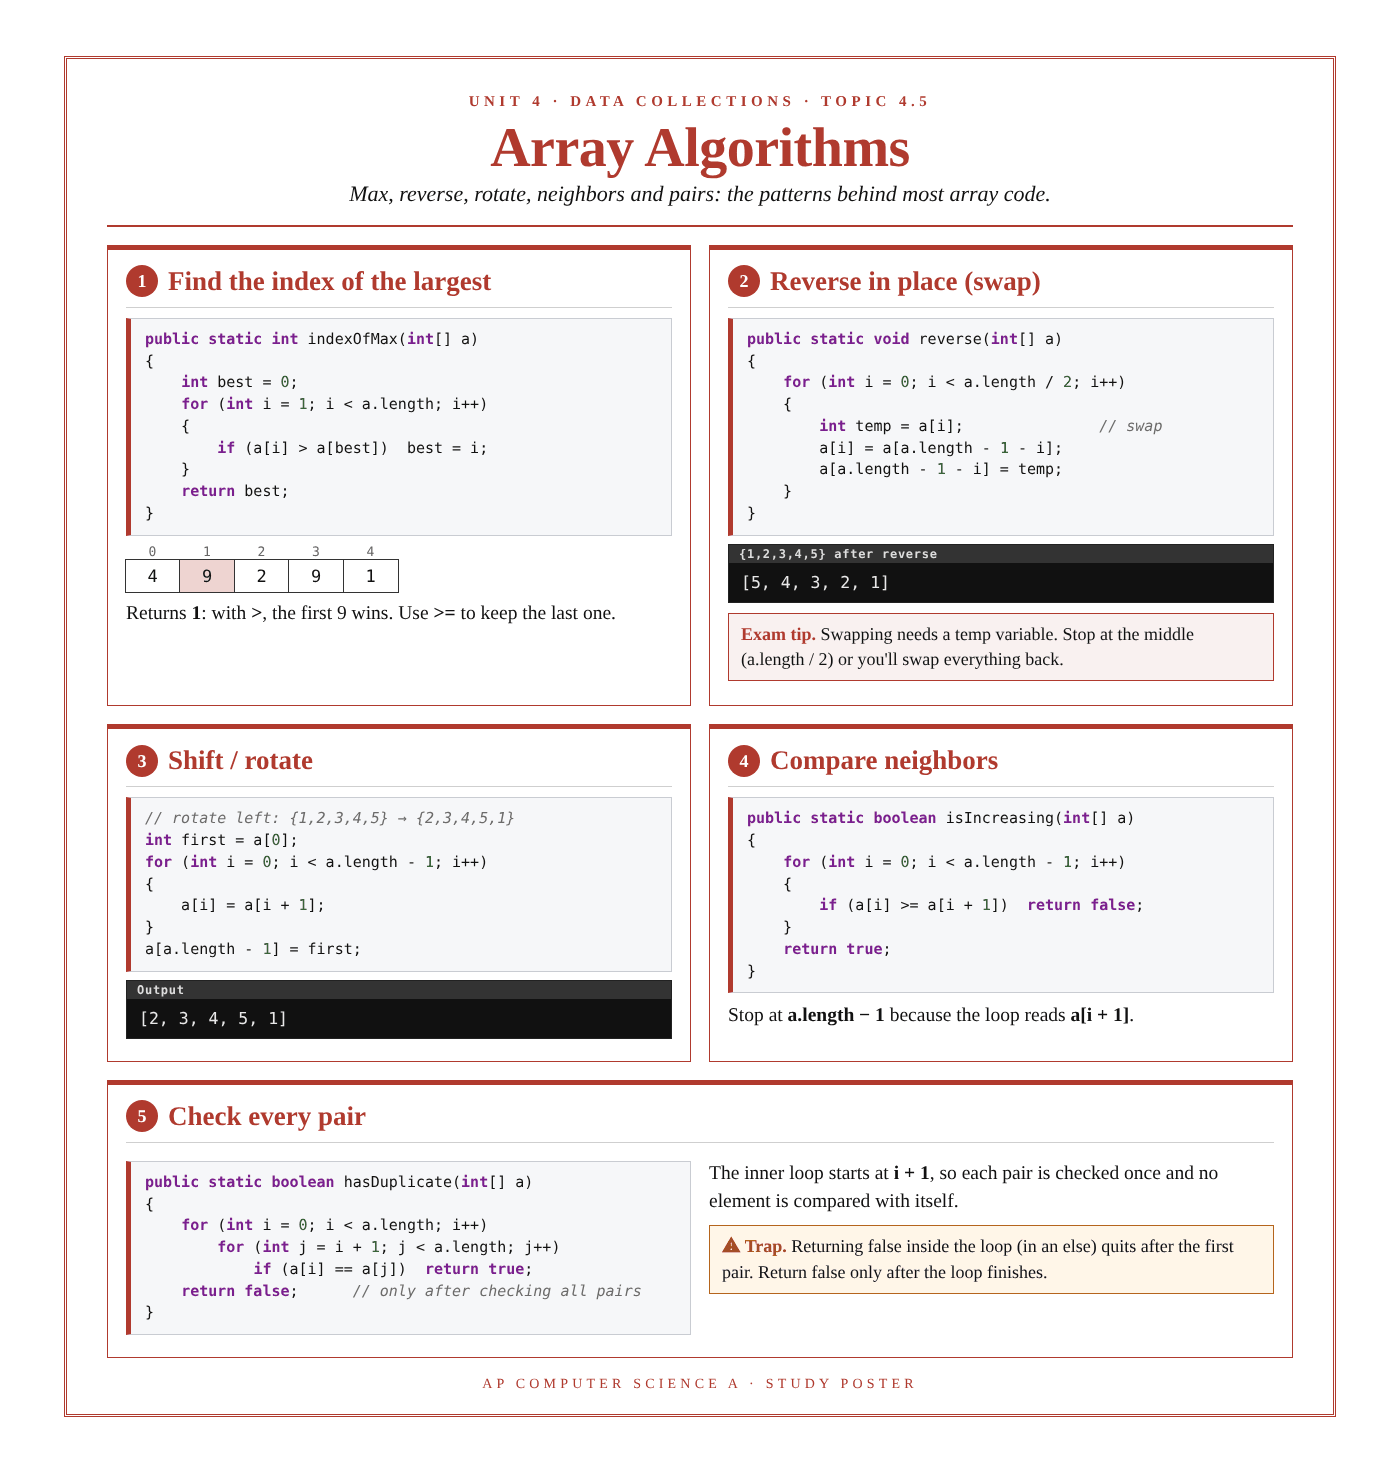 UNIT 4 · DATA COLLECTIONS · TOPIC 4.5
Array Algorithms
Max, reverse, rotate, neighbors and pairs: the patterns behind most array code.
1 Find the index of the largest
public static int indexOfMax(int[] a)
{
    int best = 0;
    for (int i = 1; i < a.length; i++)
    {
        if (a[i] > a[best])  best = i;
    }
    return best;
}
0 1 2 3 4
4 9 2 9 1
Returns 1: with >, the first 9 wins. Use >= to keep the last one.
2 Reverse in place (swap)
public static void reverse(int[] a)
{
    for (int i = 0; i < a.length / 2; i++)
    {
        int temp = a[i];               // swap
        a[i] = a[a.length - 1 - i];
        a[a.length - 1 - i] = temp;
    }
}
{1,2,3,4,5} after reverse
[5, 4, 3, 2, 1]
Exam tip. Swapping needs a temp variable. Stop at the middle
(a.length / 2) or you'll swap everything back.
3 Shift / rotate
// rotate left: {1,2,3,4,5} → {2,3,4,5,1}
int first = a[0];
for (int i = 0; i < a.length - 1; i++)
{
    a[i] = a[i + 1];
}
a[a.length - 1] = first;
Output
[2, 3, 4, 5, 1]
4 Compare neighbors
public static boolean isIncreasing(int[] a)
{
    for (int i = 0; i < a.length - 1; i++)
    {
        if (a[i] >= a[i + 1])  return false;
    }
    return true;
}
Stop at a.length − 1 because the loop reads a[i + 1].
5 Check every pair
public static boolean hasDuplicate(int[] a)
{
    for (int i = 0; i < a.length; i++)
        for (int j = i + 1; j < a.length; j++)
            if (a[i] == a[j])  return true;
    return false;      // only after checking all pairs
}
The inner loop starts at i + 1, so each pair is checked once and no
element is compared with itself.
⚠ Trap. Returning false inside the loop (in an else) quits after the first
pair. Return false only after the loop finishes.
AP COMPUTER SCIENCE A · STUDY POSTER